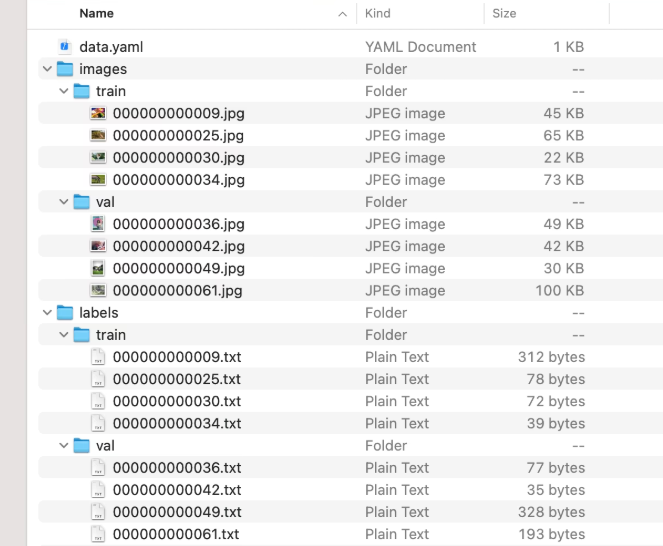 Name Kind Size
data.yaml YAML Document 1 KB
images Folder --
train Folder --
000000000009.jpg JPEG image 45 KB
000000000025.jpg JPEG image 65 KB
000000000030.jpg JPEG image 22 KB
000000000034.jpg JPEG image 73 KB
val Folder --
000000000036.jpg JPEG image 49 KB
000000000042.jpg JPEG image 42 KB
000000000049.jpg JPEG image 30 KB
000000000061.jpg JPEG image 100 KB
labels Folder --
train Folder --
000000000009.txt Plain Text 312 bytes
000000000025.txt Plain Text 78 bytes
000000000030.txt Plain Text 72 bytes
000000000034.txt Plain Text 39 bytes
val Folder --
000000000036.txt Plain Text 77 bytes
000000000042.txt Plain Text 35 bytes
000000000049.txt Plain Text 328 bytes
000000000061.txt Plain Text 193 bytes